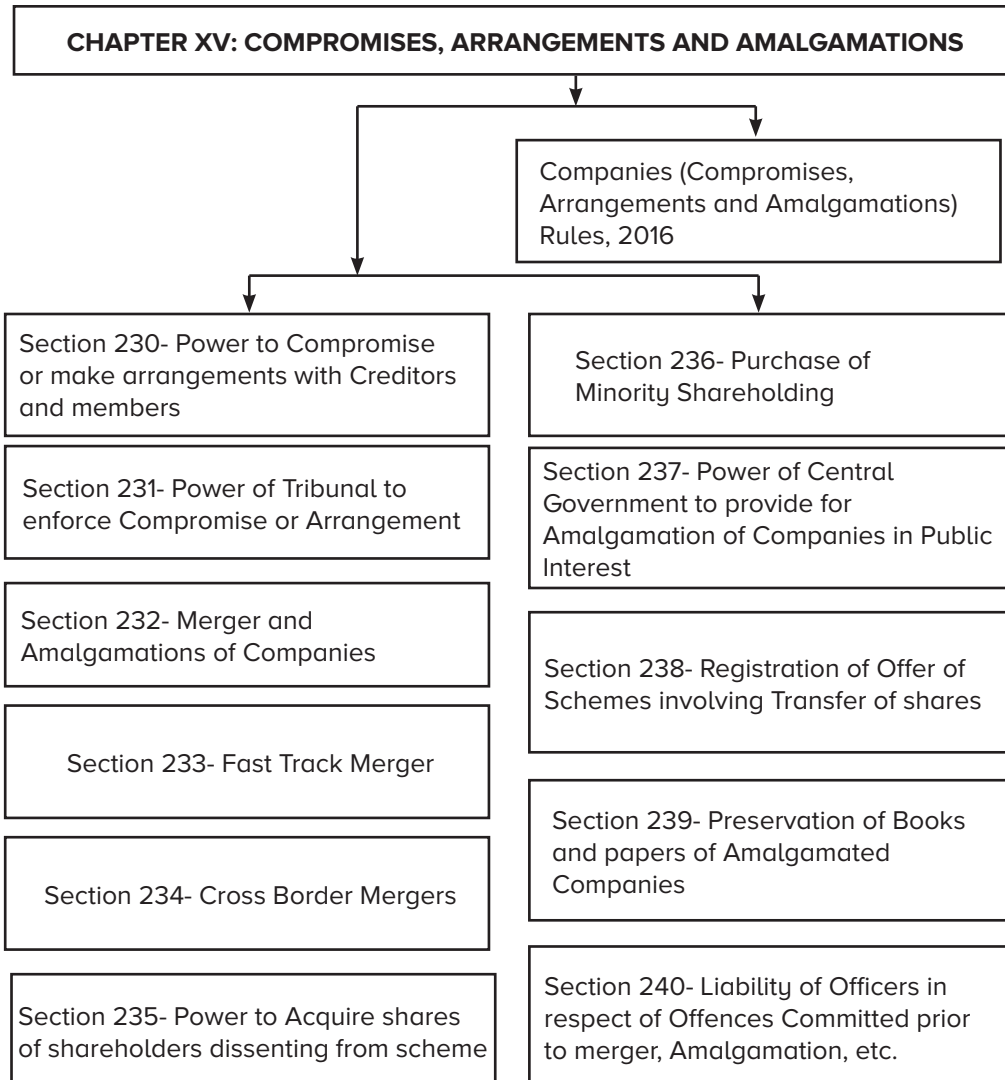 CHAPTER XV: COMPROMISES, ARRANGEMENTS AND AMALGAMATIONS
Companies (Compromises,
Arrangements and Amalgamations)
Rules, 2016
Section 230- Power to Compromise
or make arrangements with Creditors
and members
Section 231- Power of Tribunal to
enforce Compromise or Arrangement
Section 232- Merger and
Amalgamations of Companies
Section 233- Fast Track Merger
Section 234- Cross Border Mergers
Section 235- Power to Acquire shares
of shareholders dissenting from scheme
Section 236- Purchase of
Minority Shareholding
Section 237- Power of Central
Government to provide for
Amalgamation of Companies in Public
Interest
Section 238- Registration of Offer of
Schemes involving Transfer of shares
Section 239- Preservation of Books
and papers of Amalgamated
Companies
Section 240- Liability of Officers in
respect of Offences Committed prior
to merger, Amalgamation, etc.